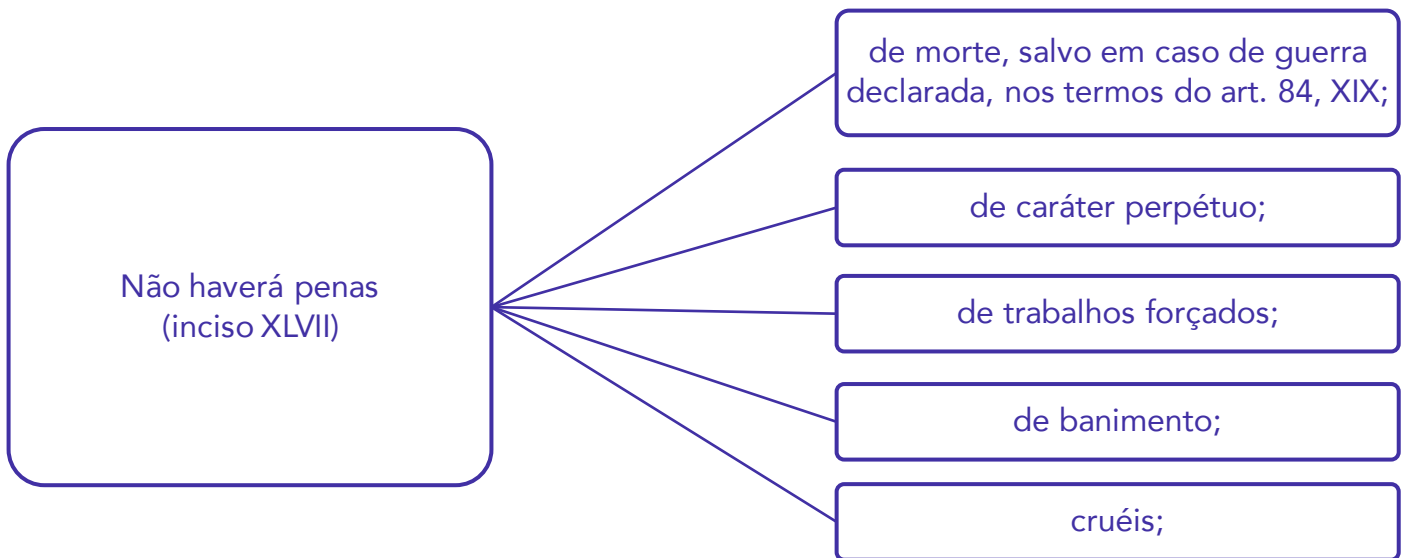 Não haverá penas
(inciso XLVII)
de morte, salvo em caso de guerra
declarada, nos termos do art. 84, XIX;
de caráter perpétuo;
de trabalhos forçados;
de banimento;
cruéis;